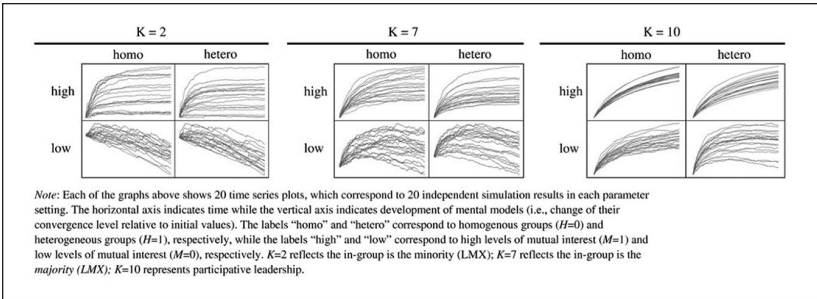 K = 2 K = 7 K = 10
homo hetero homo hetero homo hetero
high high high
low low low
Note: Each of the graphs above shows 20 time series plots, which correspond to 20 independent simulation results in each parameter
setting. The horizontal axis indicates time while the vertical axis indicates development of mental models (i.e., change of their
convergence level relative to initial values). The labels “homo” and “hetero” correspond to homogenous groups (H=0) and
heterogeneous groups (H=1), respectively, while the labels “high” and “low” correspond to high levels of mutual interest (M=1) and
low levels of mutual interest (M=0), respectively. K=2 reflects the in-group is the minority (LMX); K=7 reflects the in-group is the
majority (LMX); K=10 represents participative leadership.